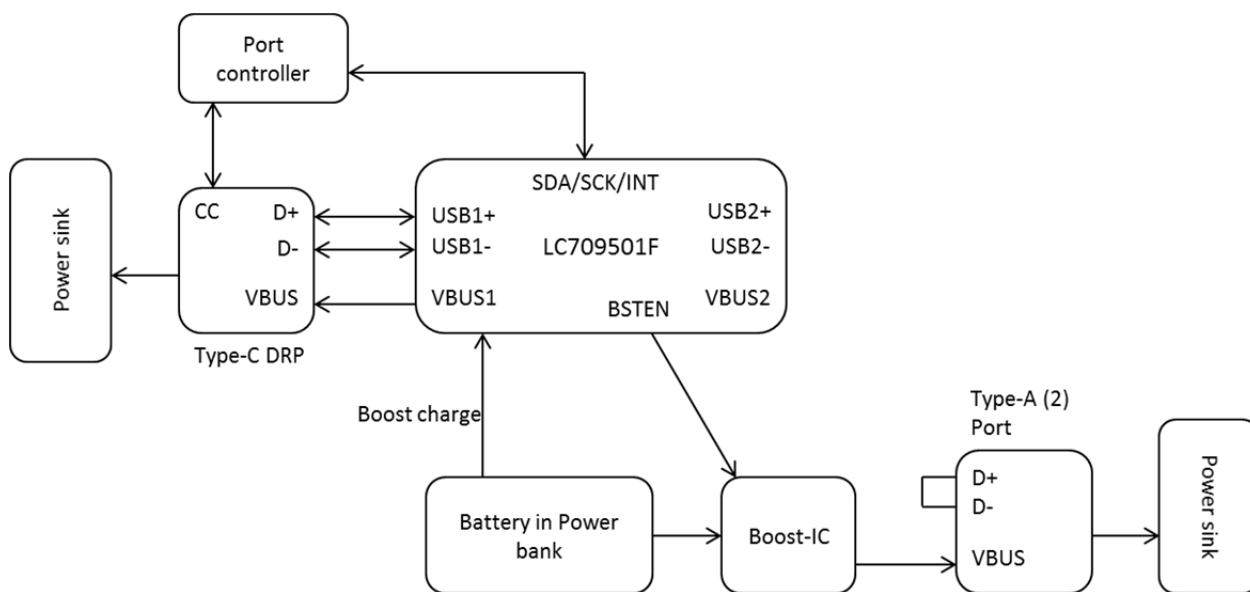 Port
controller
Power sink
CC
D+
D-
VBUS
Type-C DRP
SDA/SCK/INT
USB1+
USB1-
VBUS1
LC709501F
BSTEN
USB2+
USB2-
VBUS2
Boost charge
Battery in Power
bank
Boost-IC
Type-A (2)
Port
D+
D-
VBUS
Power sink